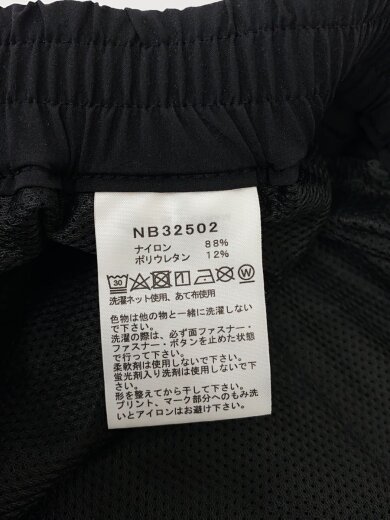 NB32502
ナイロン 88%
ポリウレタン 12%
30 W
洗濯ネット使用、あて布使用
色物は他の物と一緒に洗濯しない
で下さい。
洗濯の際は、必ず面ファスナー・
ファスナー・ボタンを止めた状態
で行って下さい。
柔軟剤は使用しないで下さい。
蛍光剤入り洗剤は使用しないで下
さい。
形を整えてから干して下さい。
プリント、マーク部分へのもみ洗
いとアイロンはお避け下さい。